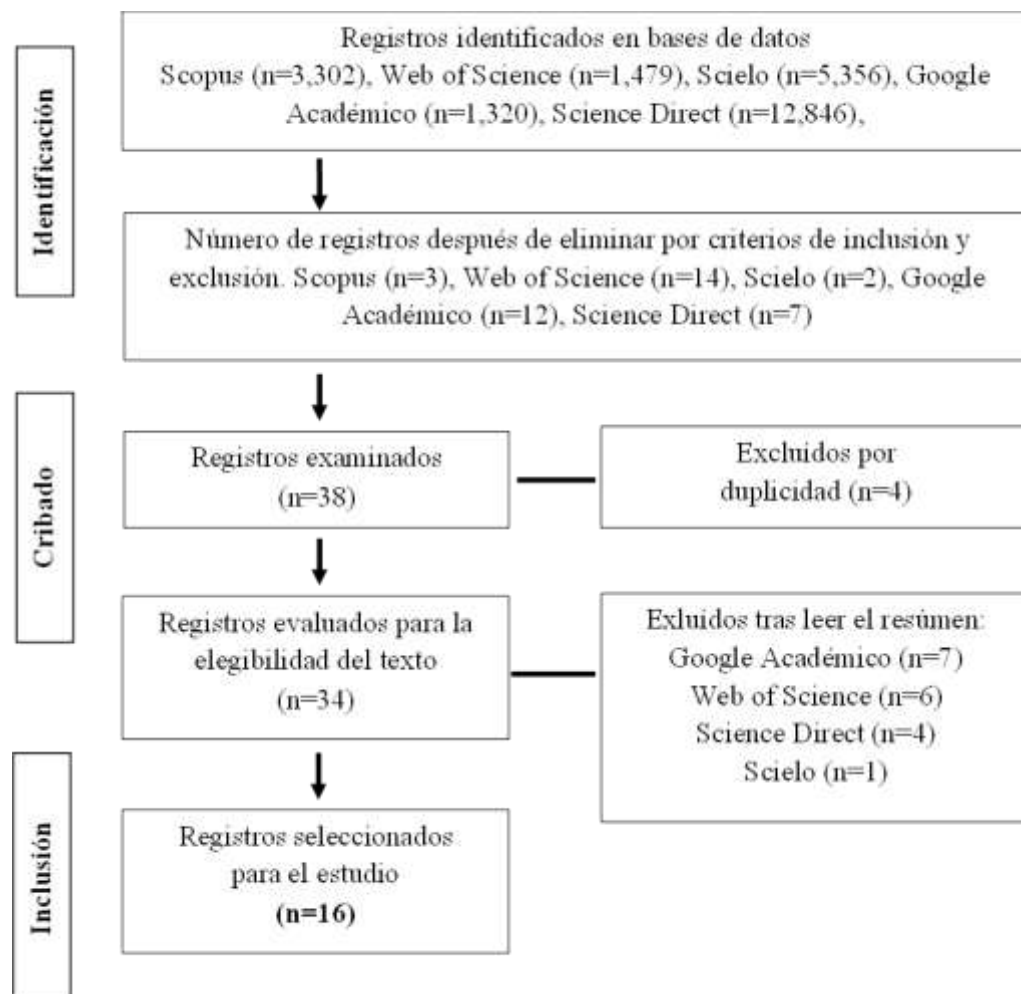 Identificación
Registros identificados en bases de datos
Scopus (n=3,302), Web of Science (n=1,479), Scielo (n=5,356), Google
Académico (n=1,320), Science Direct (n=12,846),
Número de registros después de eliminar por criterios de inclusión y
exclusión. Scopus (n=3), Web of Science (n=14), Scielo (n=2), Google
Académico (n=12), Science Direct (n=7)
Cribado
Registros examinados
(n=38)
Excluidos por
duplicidad (n=4)
Registros evaluados para la
elegibilidad del texto
(n=34)
Exluidos tras leer el resúmen:
Google Académico (n=7)
Web of Science (n=6)
Science Direct (n=4)
Scielo (n=1)
Inclusión
Registros seleccionados
para el estudio
(n=16)